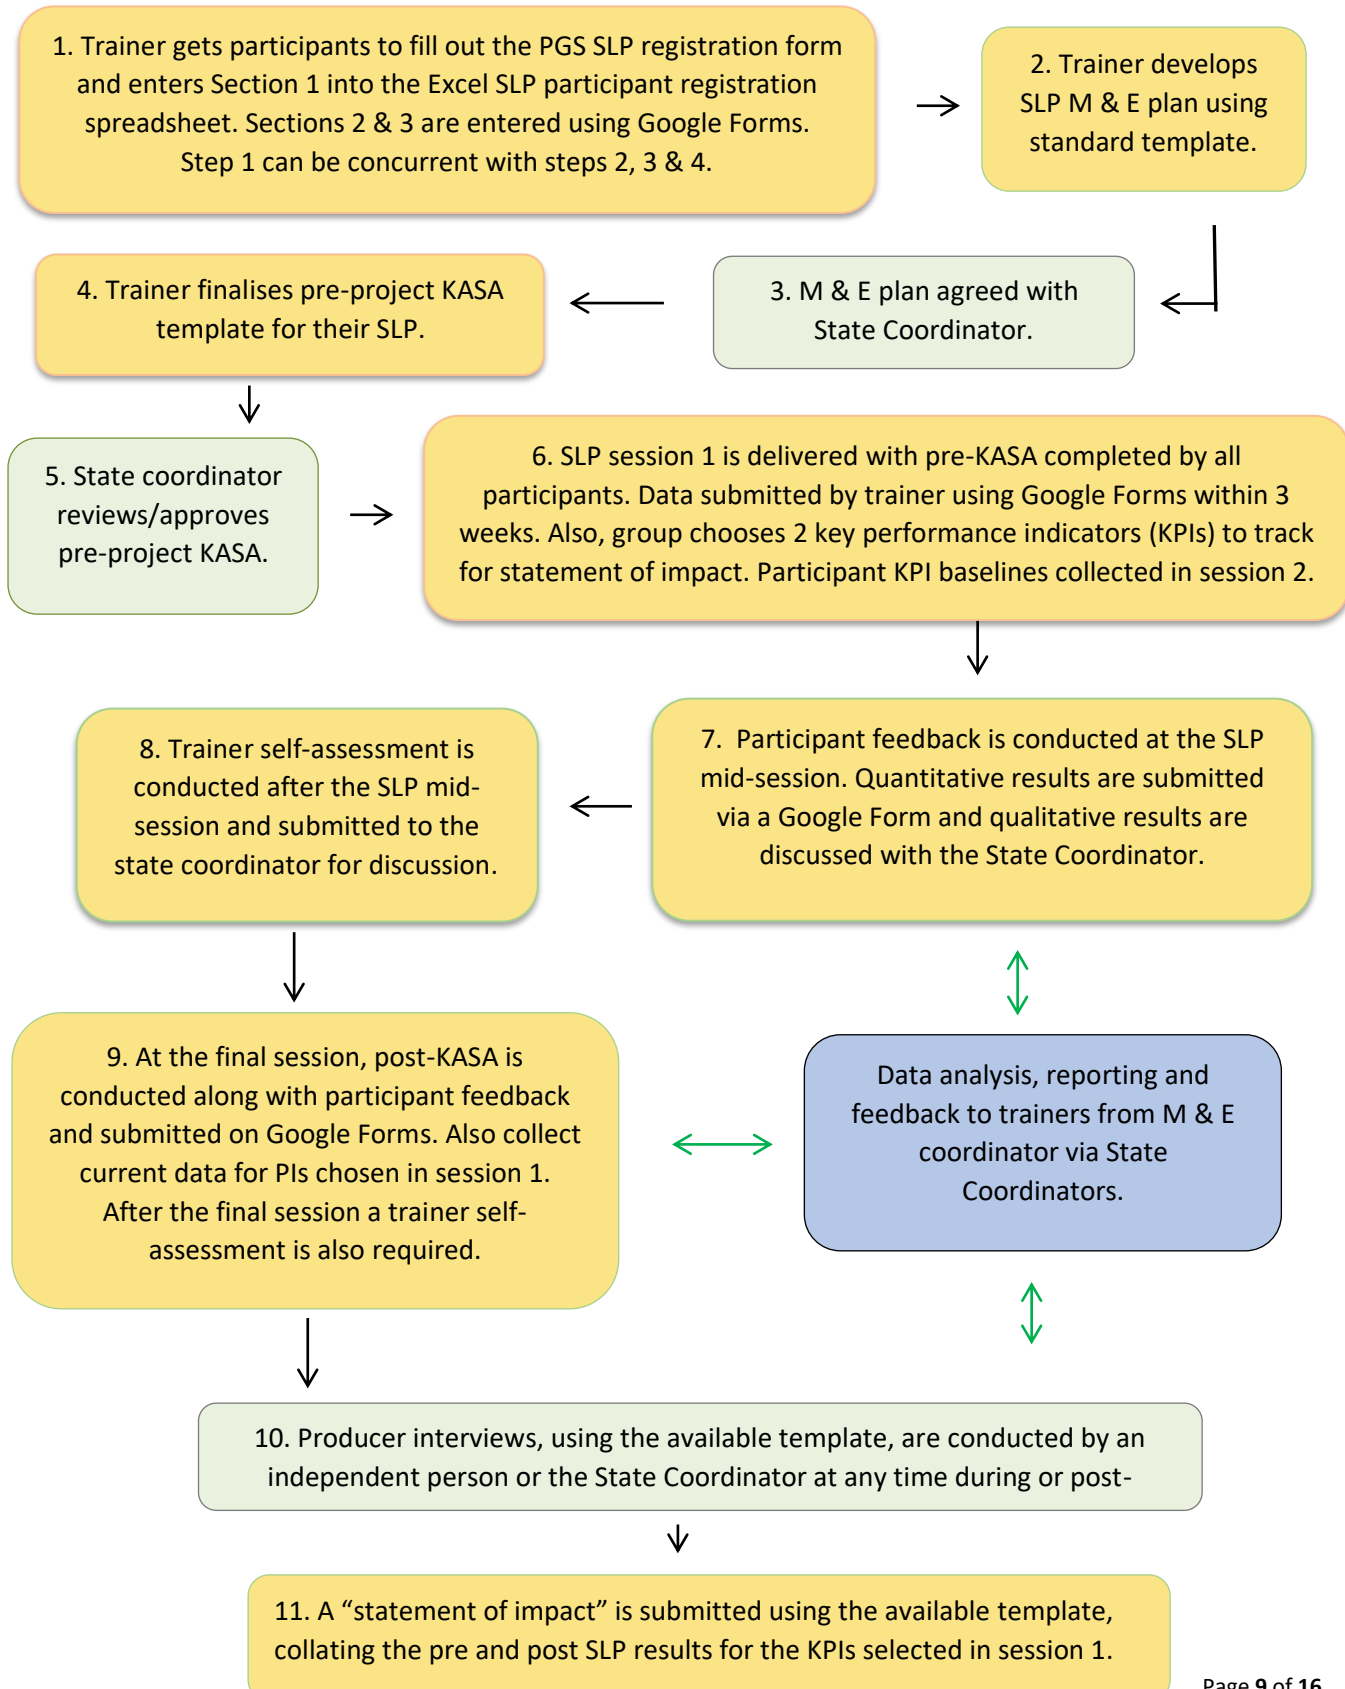 1. Trainer gets participants to fill out the PGS SLP registration form
and enters Section 1 into the Excel SLP participant registration
spreadsheet. Sections 2 & 3 are entered using Google Forms.
Step 1 can be concurrent with steps 2, 3 & 4.
2. Trainer develops
SLP M & E plan using
standard template.
3. M & E plan agreed with
State Coordinator.
4. Trainer finalises pre-project KASA
template for their SLP.
5. State coordinator
reviews/approves
pre-project KASA.
6. SLP session 1 is delivered with pre-KASA completed by all
participants. Data submitted by trainer using Google Forms within 3
weeks. Also, group chooses 2 key performance indicators (KPIs) to track
for statement of impact. Participant KPI baselines collected in session 2.
7. Participant feedback is conducted at the SLP
mid-session. Quantitative results are submitted
via a Google Form and qualitative results are
discussed with the State Coordinator.
8. Trainer self-assessment is
conducted after the SLP mid-
session and submitted to the
state coordinator for discussion.
9. At the final session, post-KASA is
conducted along with participant feedback
and submitted on Google Forms. Also collect
current data for PIs chosen in session 1.
After the final session a trainer self-
assessment is also required.
Data analysis, reporting and
feedback to trainers from M & E
coordinator via State
Coordinators.
10. Producer interviews, using the available template, are conducted by an
independent person or the State Coordinator at any time during or post-
11. A “statement of impact” is submitted using the available template,
collating the pre and post SLP results for the KPIs selected in session 1.
Page 9 of 16